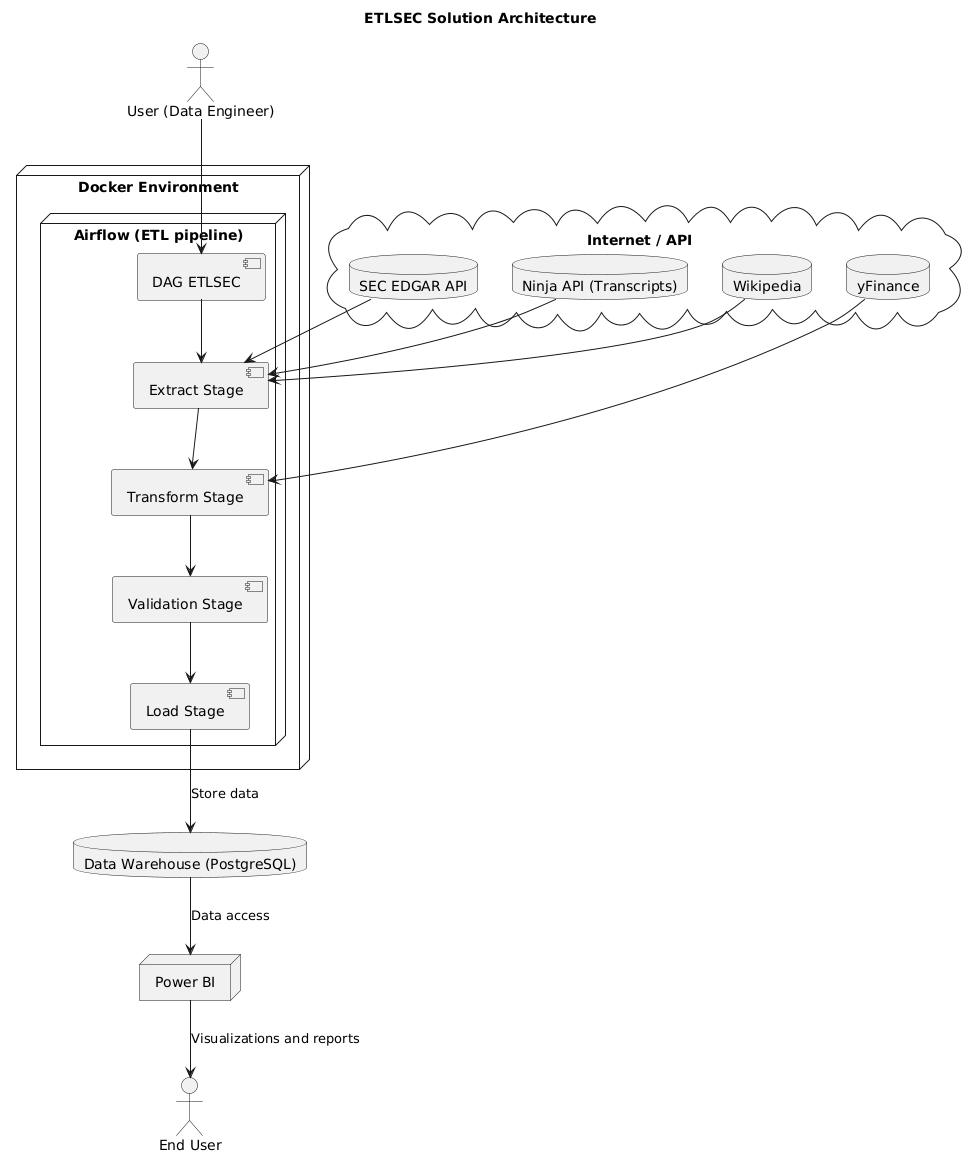 ETLSEC Solution Architecture
User (Data Engineer)
Docker Environment
Airflow (ETL pipeline)
Internet / API
DAG ETLSEC
SEC EDGAR API
Ninja API (Transcripts)
Wikipedia
yFinance
Extract Stage
Transform Stage
Validation Stage
Load Stage
Store data
Data Warehouse (PostgreSQL)
Data access
Power BI
Visualizations and reports
End User